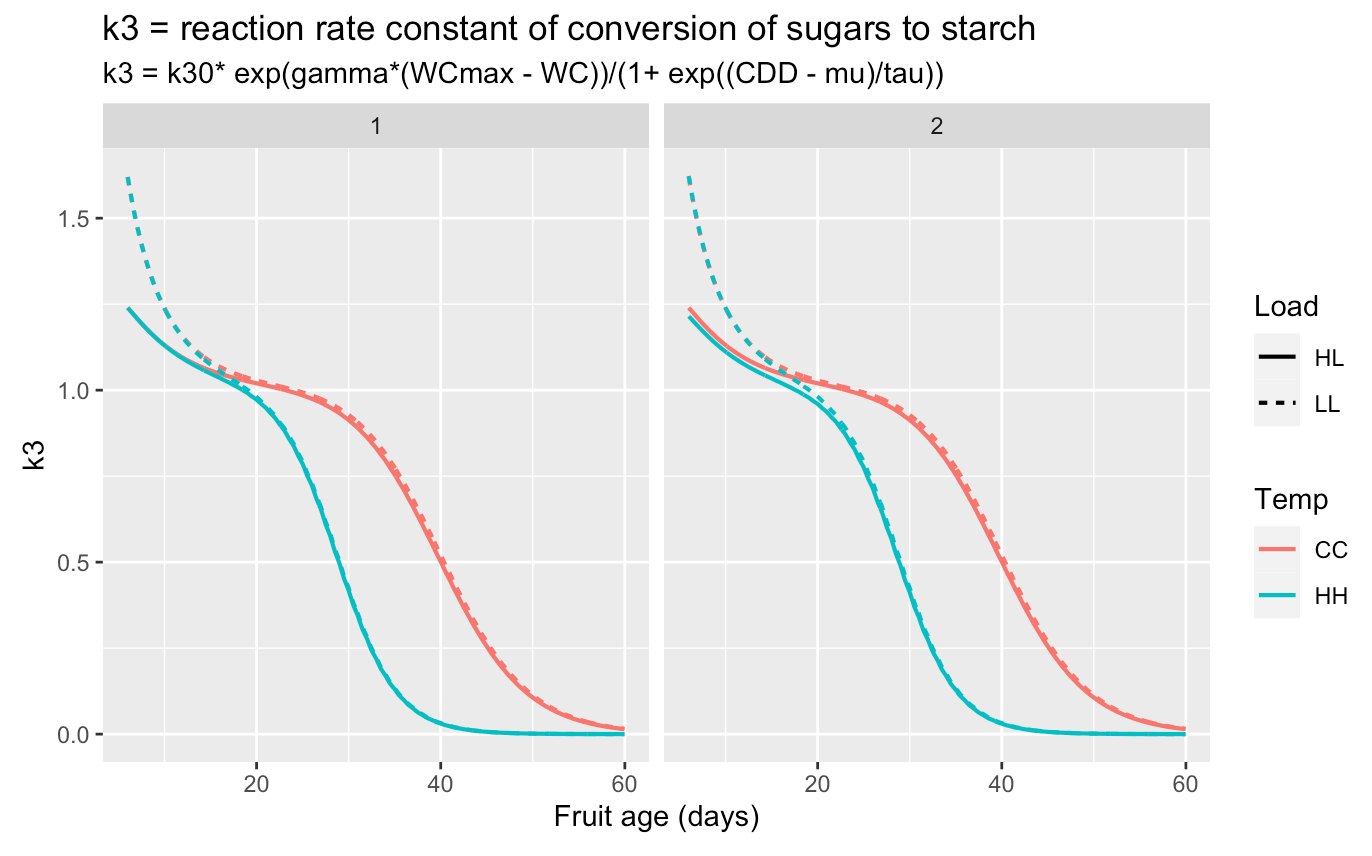 k3 = reaction rate constant of conversion of sugars to starch
k3 = k30* exp(gamma*(WCmax - WC))/(1+ exp((CDD - mu)/tau))
1
2
k3
1.5
1.0
0.5
0.0
20
40
60
20
40
60
Fruit age (days)
Load
HL
LL
Temp
CC
HH